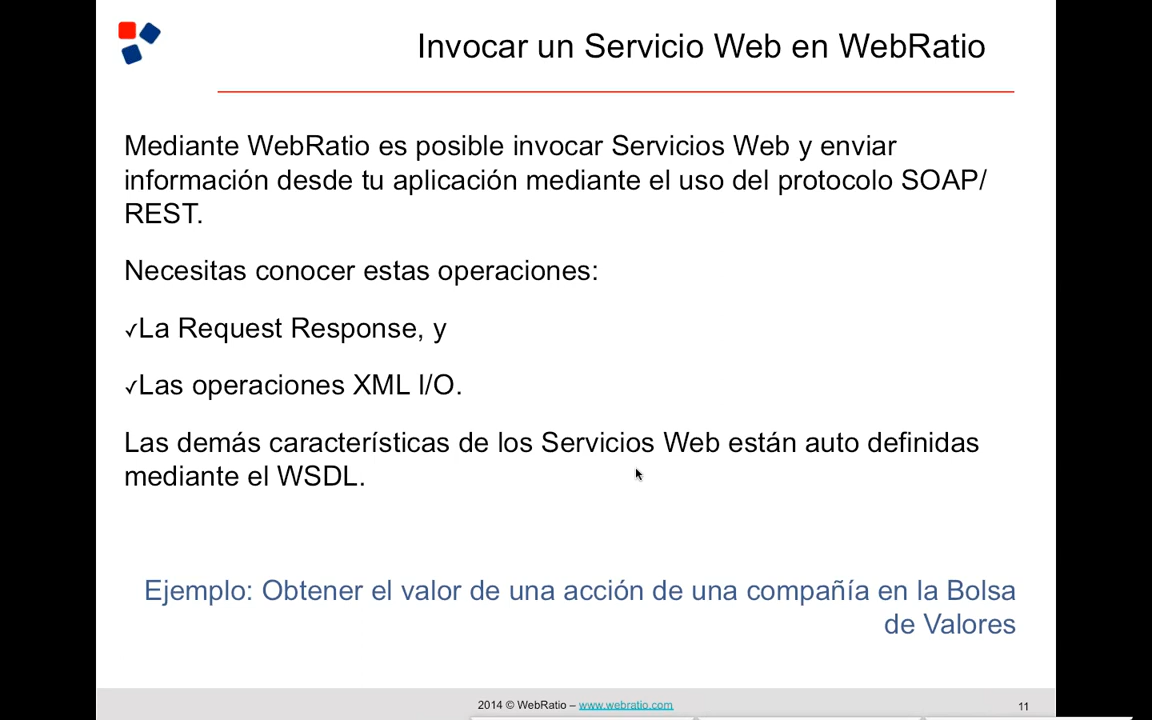 Invocar un Servicio Web en WebRatio
Mediante WebRatio es posible invocar Servicios Web y enviar
información desde tu aplicación mediante el uso del protocolo SOAP/
REST.
Necesitas conocer estas operaciones:
✓La Request Response, y
✓Las operaciones XML I/O.
Las demás características de los Servicios Web están auto definidas
mediante el WSDL.
Ejemplo: Obtener el valor de una acción de una compañía en la Bolsa
de Valores
2014 © WebRatio – www.webratio.com
11